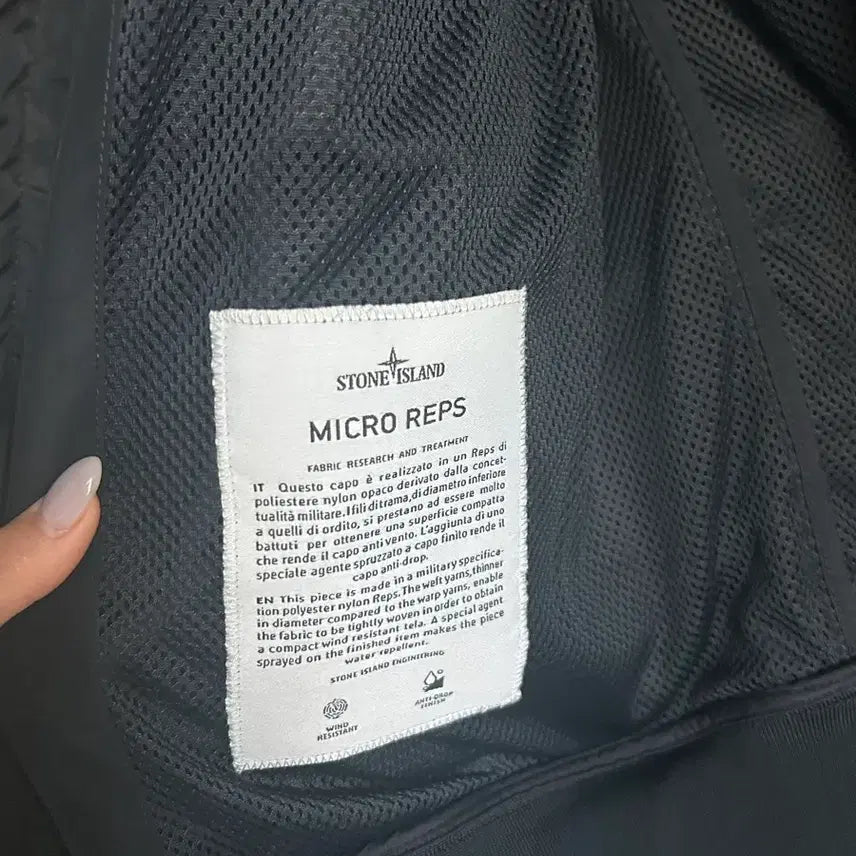 STONE ISLAND
MICRO REPS
FABRIC RESEARCH AND TREATMENT
IT Questo capo è realizzato in un Reps di
poliestere nylon opaco derivato dalla concet-
tualità militare. I fili di trama, di diametro inferiore
a quelli di ordito, si prestano ad essere molto
battuti per ottenere una superficie compatta
che rende il capo anti vento. L'aggiunta di uno
speciale agente spruzzato a capo finito rende il
capo anti-drop.
EN This piece is made in a military specifica-
tion polyester nylon Reps. The weft yarns, thinner
in diameter compared to the warp yarns, enable
the fabric to be tightly woven in order to obtain
a compact wind resistant tela. A special agent
sprayed on the finished item makes the piece
water repellent.
STONE ISLAND ENGINEERING
WIND
RESISTANT
ANTI-DROP
FINISH